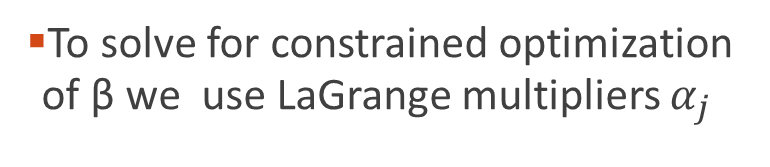 ▪To solve for constrained optimization
of β we  use LaGrange multipliers αⱼ